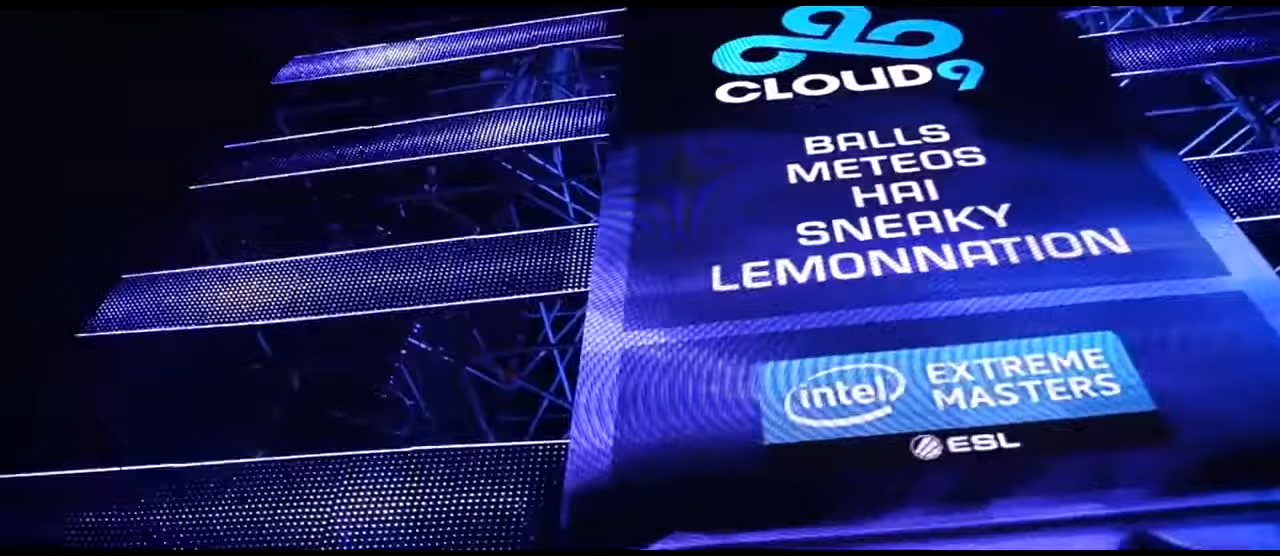 CLOUD9
BALLS
METEOS
HAI
SNEAKY
LEMONNATION
intel EXTREME
MASTERS
ESL